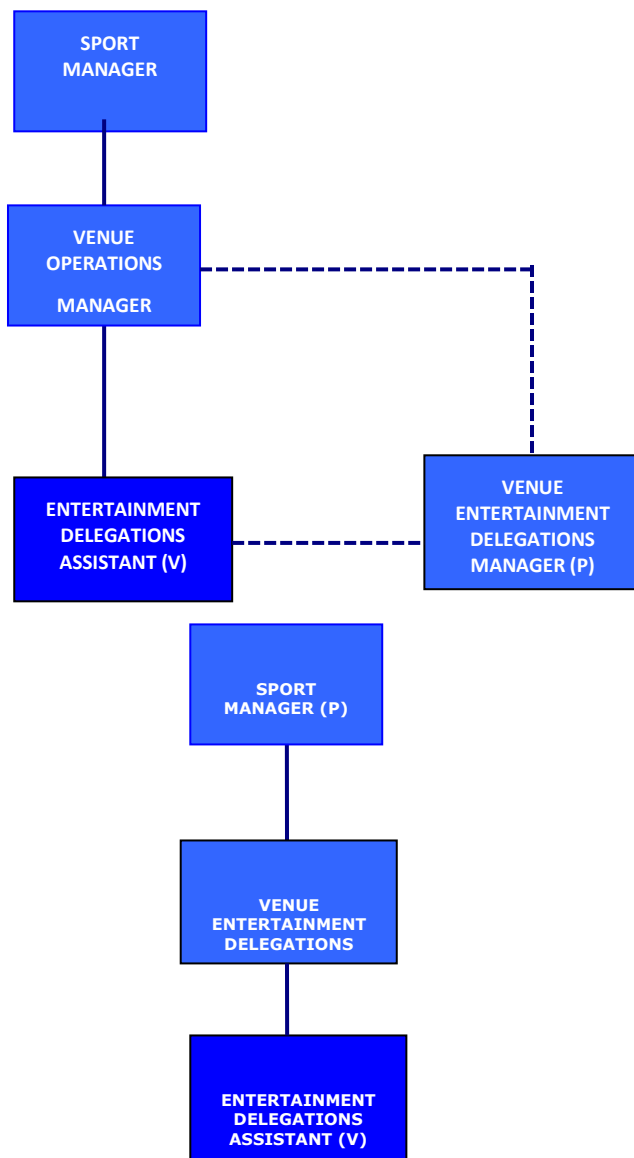 SPORT
MANAGER
VENUE
OPERATIONS
MANAGER
ENTERTAINMENT
DELEGATIONS
ASSISTANT (V)
VENUE
ENTERTAINMENT
DELEGATIONS
MANAGER (P)
SPORT
MANAGER (P)
VENUE
ENTERTAINMENT
DELEGATIONS
ENTERTAINMENT
DELEGATIONS
ASSISTANT (V)